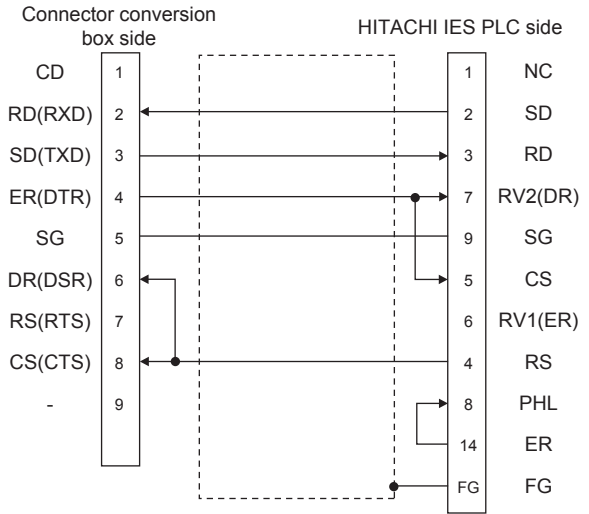 Connector conversion
box side
HITACHI IES PLC side
CD 1 1 NC
RD(RXD) 2 2 SD
SD(TXD) 3 3 RD
ER(DTR) 4 7 RV2(DR)
SG 5 9 SG
DR(DSR) 6 5 CS
RS(RTS) 7 6 RV1(ER)
CS(CTS) 8 4 RS
- 9 8 PHL
14 ER
FG FG